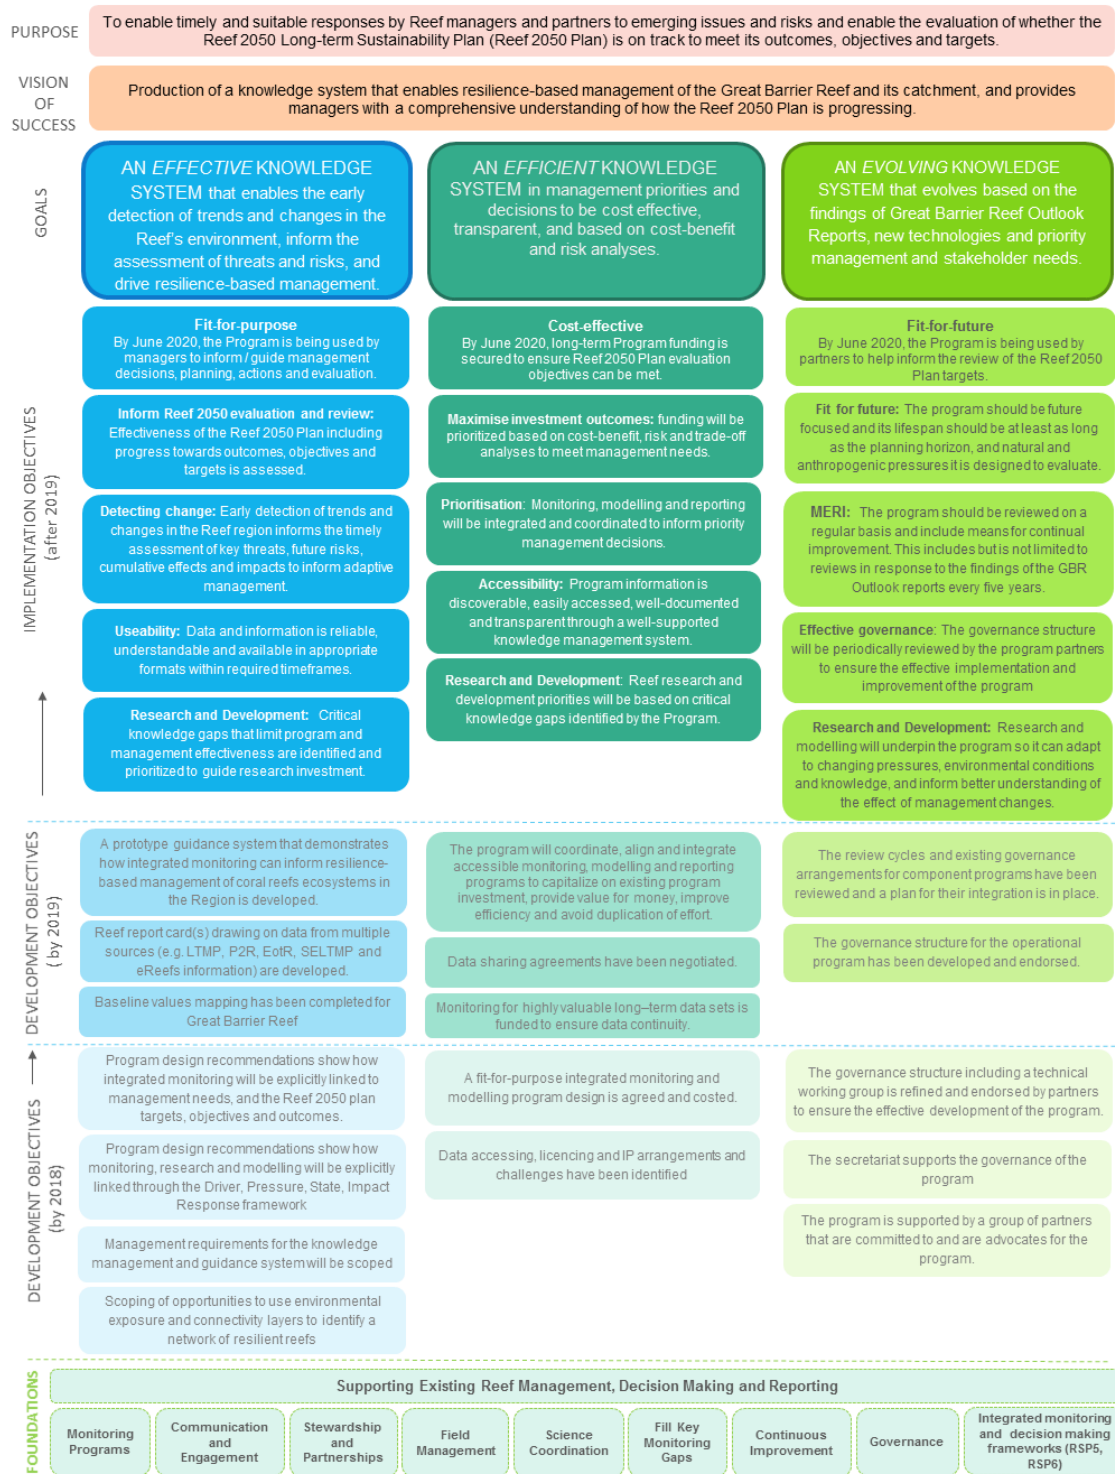 PURPOSE
To enable timely and suitable responses by Reef managers and partners to emerging issues and risks and enable the evaluation of whether the
Reef 2050 Long-term Sustainability Plan (Reef 2050 Plan) is on track to meet its outcomes, objectives and targets.
VISION
OF
SUCCESS
Production of a knowledge system that enables resilience-based management of the Great Barrier Reef and its catchment, and provides
managers with a comprehensive understanding of how the Reef 2050 Plan is progressing.
GOALS
AN EFFECTIVE KNOWLEDGE
SYSTEM that enables the early
detection of trends and changes in the
Reef's environment, inform the
assessment of threats and risks, and
drive resilience-based management.
AN EFFICIENT KNOWLEDGE
SYSTEM in management priorities and
decisions to be cost effective,
transparent, and based on cost-benefit
and risk analyses.
AN EVOLVING KNOWLEDGE
SYSTEM that evolves based on the
findings of Great Barrier Reef Outlook
Reports, new technologies and priority
management and stakeholder needs.
IMPLEMENTATION OBJECTIVES
(after 2019)
Fit-for-purpose
By June 2020, the Program is being used by
managers to inform / guide management
decisions, planning, actions and evaluation.
Inform Reef 2050 evaluation and review:
Effectiveness of the Reef 2050 Plan including
progress towards outcomes, objectives and
targets is assessed.
Detecting change: Early detection of trends and
changes in the Reef region informs the timely
assessment of key threats, future risks,
cumulative effects and impacts to inform adaptive
management.
Useability: Data and information is reliable,
understandable and available in appropriate
formats within required timeframes.
Research and Development: Critical
knowledge gaps that limit program and
management effectiveness are identified and
prioritized to guide research investment.
Cost-effective
By June 2020, long-term Program funding is
secured to ensure Reef 2050 Plan evaluation
objectives can be met.
Maximise investment outcomes: funding will be
prioritized based on cost-benefit, risk and trade-off
analyses to meet management needs.
Prioritisation: Monitoring, modelling and reporting
will be integrated and coordinated to inform priority
management decisions.
Accessibility: Program information is
discoverable, easily accessed, well-documented
and transparent through a well-supported
knowledge management system.
Research and Development: Reef research and
development priorities will be based on critical
knowledge gaps identified by the Program.
Fit-for-future
By June 2020, the Program is being used by
partners to help inform the review of the Reef 2050
Plan targets.
Fit for future: The program should be future
focused and its lifespan should be at least as long
as the planning horizon, and natural and
anthropogenic pressures it is designed to evaluate.
MERI: The program should be reviewed on a
regular basis and include means for continual
improvement. This includes but is not limited to
reviews in response to the findings of the GBR
Outlook reports every five years.
Effective governance: The governance structure
will be periodically reviewed by the program partners
to ensure the effective implementation and
improvement of the program
Research and Development: Research and
modelling will underpin the program so it can adapt
to changing pressures, environmental conditions
and knowledge, and inform better understanding of
the effect of management changes.
DEVELOPMENT OBJECTIVES
( by 2019)
A prototype guidance system that demonstrates
how integrated monitoring can inform resilience-
based management of coral reefs ecosystems in
the Region is developed.
Reef report card(s) drawing on data from multiple
sources (e.g. LTMP, P2R, EotR, SELTMP and
eReefs information) are developed.
Baseline values mapping has been completed for
Great Barrier Reef
The program will coordinate, align and integrate
accessible monitoring, modelling and reporting
programs to capitalize on existing program
investment, provide value for money, improve
efficiency and avoid duplication of effort.
Data sharing agreements have been negotiated.
Monitoring for highly valuable long–term data sets is
funded to ensure data continuity.
The review cycles and existing governance
arrangements for component programs have been
reviewed and a plan for their integration is in place.
The governance structure for the operational
program has been developed and endorsed.
DEVELOPMENT OBJECTIVES
(by 2018)
Program design recommendations show how
integrated monitoring will be explicitly linked to
management needs, and the Reef 2050 plan
targets, objectives and outcomes.
Program design recommendations show how
monitoring, research and modelling will be explicitly
linked through the Driver, Pressure, State, Impact
Response framework
Management requirements for the knowledge
management and guidance system will be scoped
Scoping of opportunities to use environmental
exposure and connectivity layers to identify a
network of resilient reefs
A fit-for-purpose integrated monitoring and
modelling program design is agreed and costed.
Data accessing, licencing and IP arrangements and
challenges have been identified
The governance structure including a technical
working group is refined and endorsed by partners
to ensure the effective development of the program.
The secretariat supports the governance of the
program
The program is supported by a group of partners
that are committed to and are advocates for the
program.
FOUNDATIONS
Supporting Existing Reef Management, Decision Making and Reporting
Monitoring
Programs
Communication
and
Engagement
Stewardship
and
Partnerships
Field
Management
Science
Coordination
Fill Key
Monitoring
Gaps
Continuous
Improvement
Governance
Integrated monitoring
and decision making
frameworks (RSP5,
RSP6)